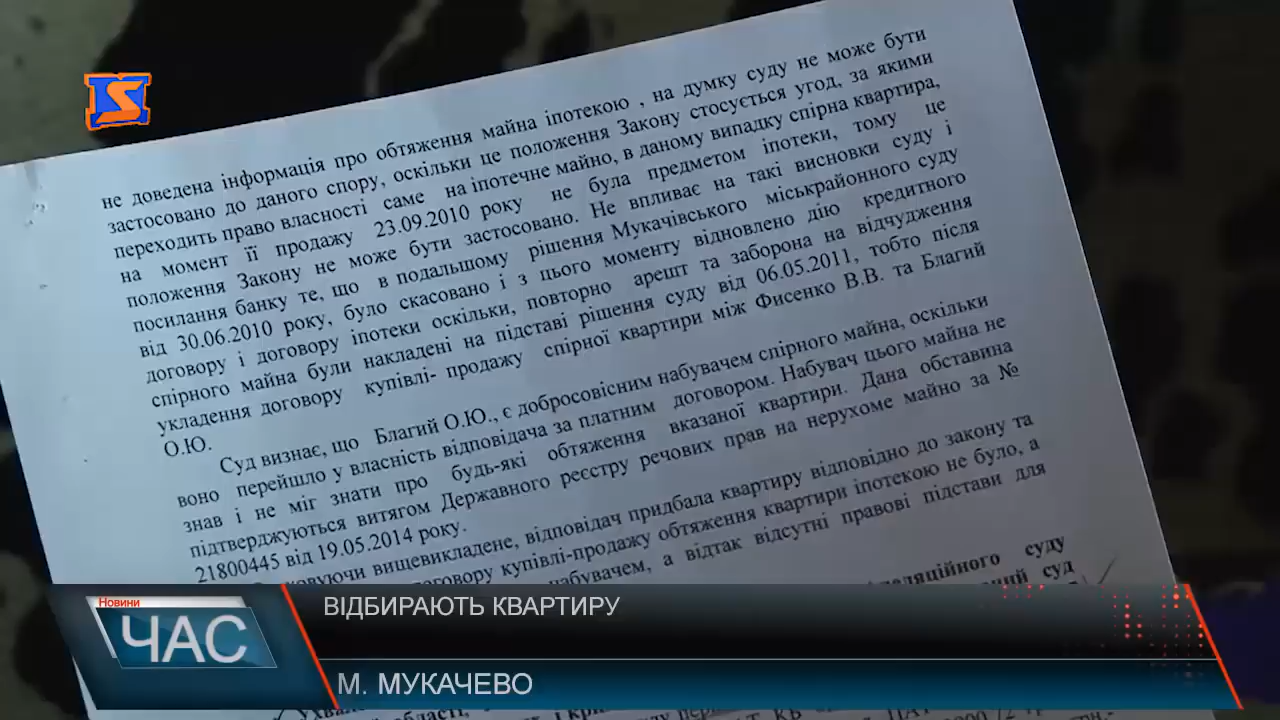 не доведена інформація про обтяження майна іпотекою , на думку суду не може бути
застосовано до даного спору, оскільки це положення Закону стосується угод, за якими
переходить право власності саме на іпотечне майно, в даному випадку спірна квартира,
на момент її продажу 23.09.2010 року не була предметом іпотеки, тому це
положення Закону не може бути застосовано. Не впливає на такі висновки суду і
посилання банку те, що в подальшому рішення Мукачівського міськрайонного суду
від 30.06.2010 року, було скасовано і з цього моменту відновлено дію кредитного
договору і договору іпотеки оскільки, повторно арешт та заборона на відчудження
спірного майна були накладені на підставі рішення суду від 06.05.2011, тобто після
укладення договору купівлі- продажу спірної квартири між Фисенко В.В. та Благий
О.Ю.
Суд визнає, що Благий О.Ю., є добросовісним набувачем спірного майна, оскільки
воно перейшло у власність відповідача за платним договором. Набувач цього майна не
знав і не міг знати про будь-які обтяження вказаної квартири. Дана обставина
підтверджуються витягом Державного реєстру речових прав на нерухоме майно за №
21800445 від 19.05.2014 року.
вищевикладене, відповідач придбала квартиру відповідно до закону та
договору купівлі-продажу обтяження квартири іпотекою не було, а
набувачем, а відтак відсутні правові підстави для
суду
суд
Новини
ЧАС
ВІДБИРАЮТЬ КВАРТИРУ
М. МУКАЧЕВО